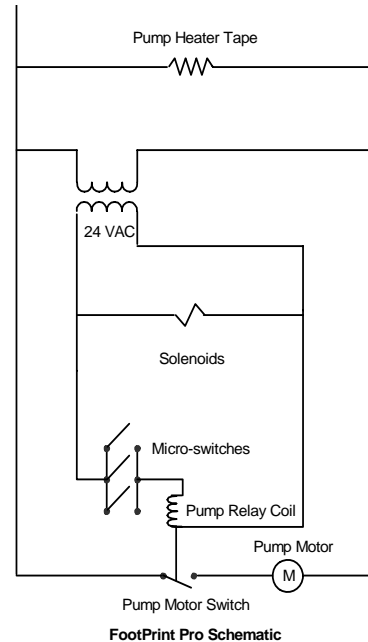 Pump Heater Tape
24 VAC
Solenoids
Micro-switches
Pump Relay Coil
Pump Motor
M
Pump Motor Switch
FootPrint Pro Schematic